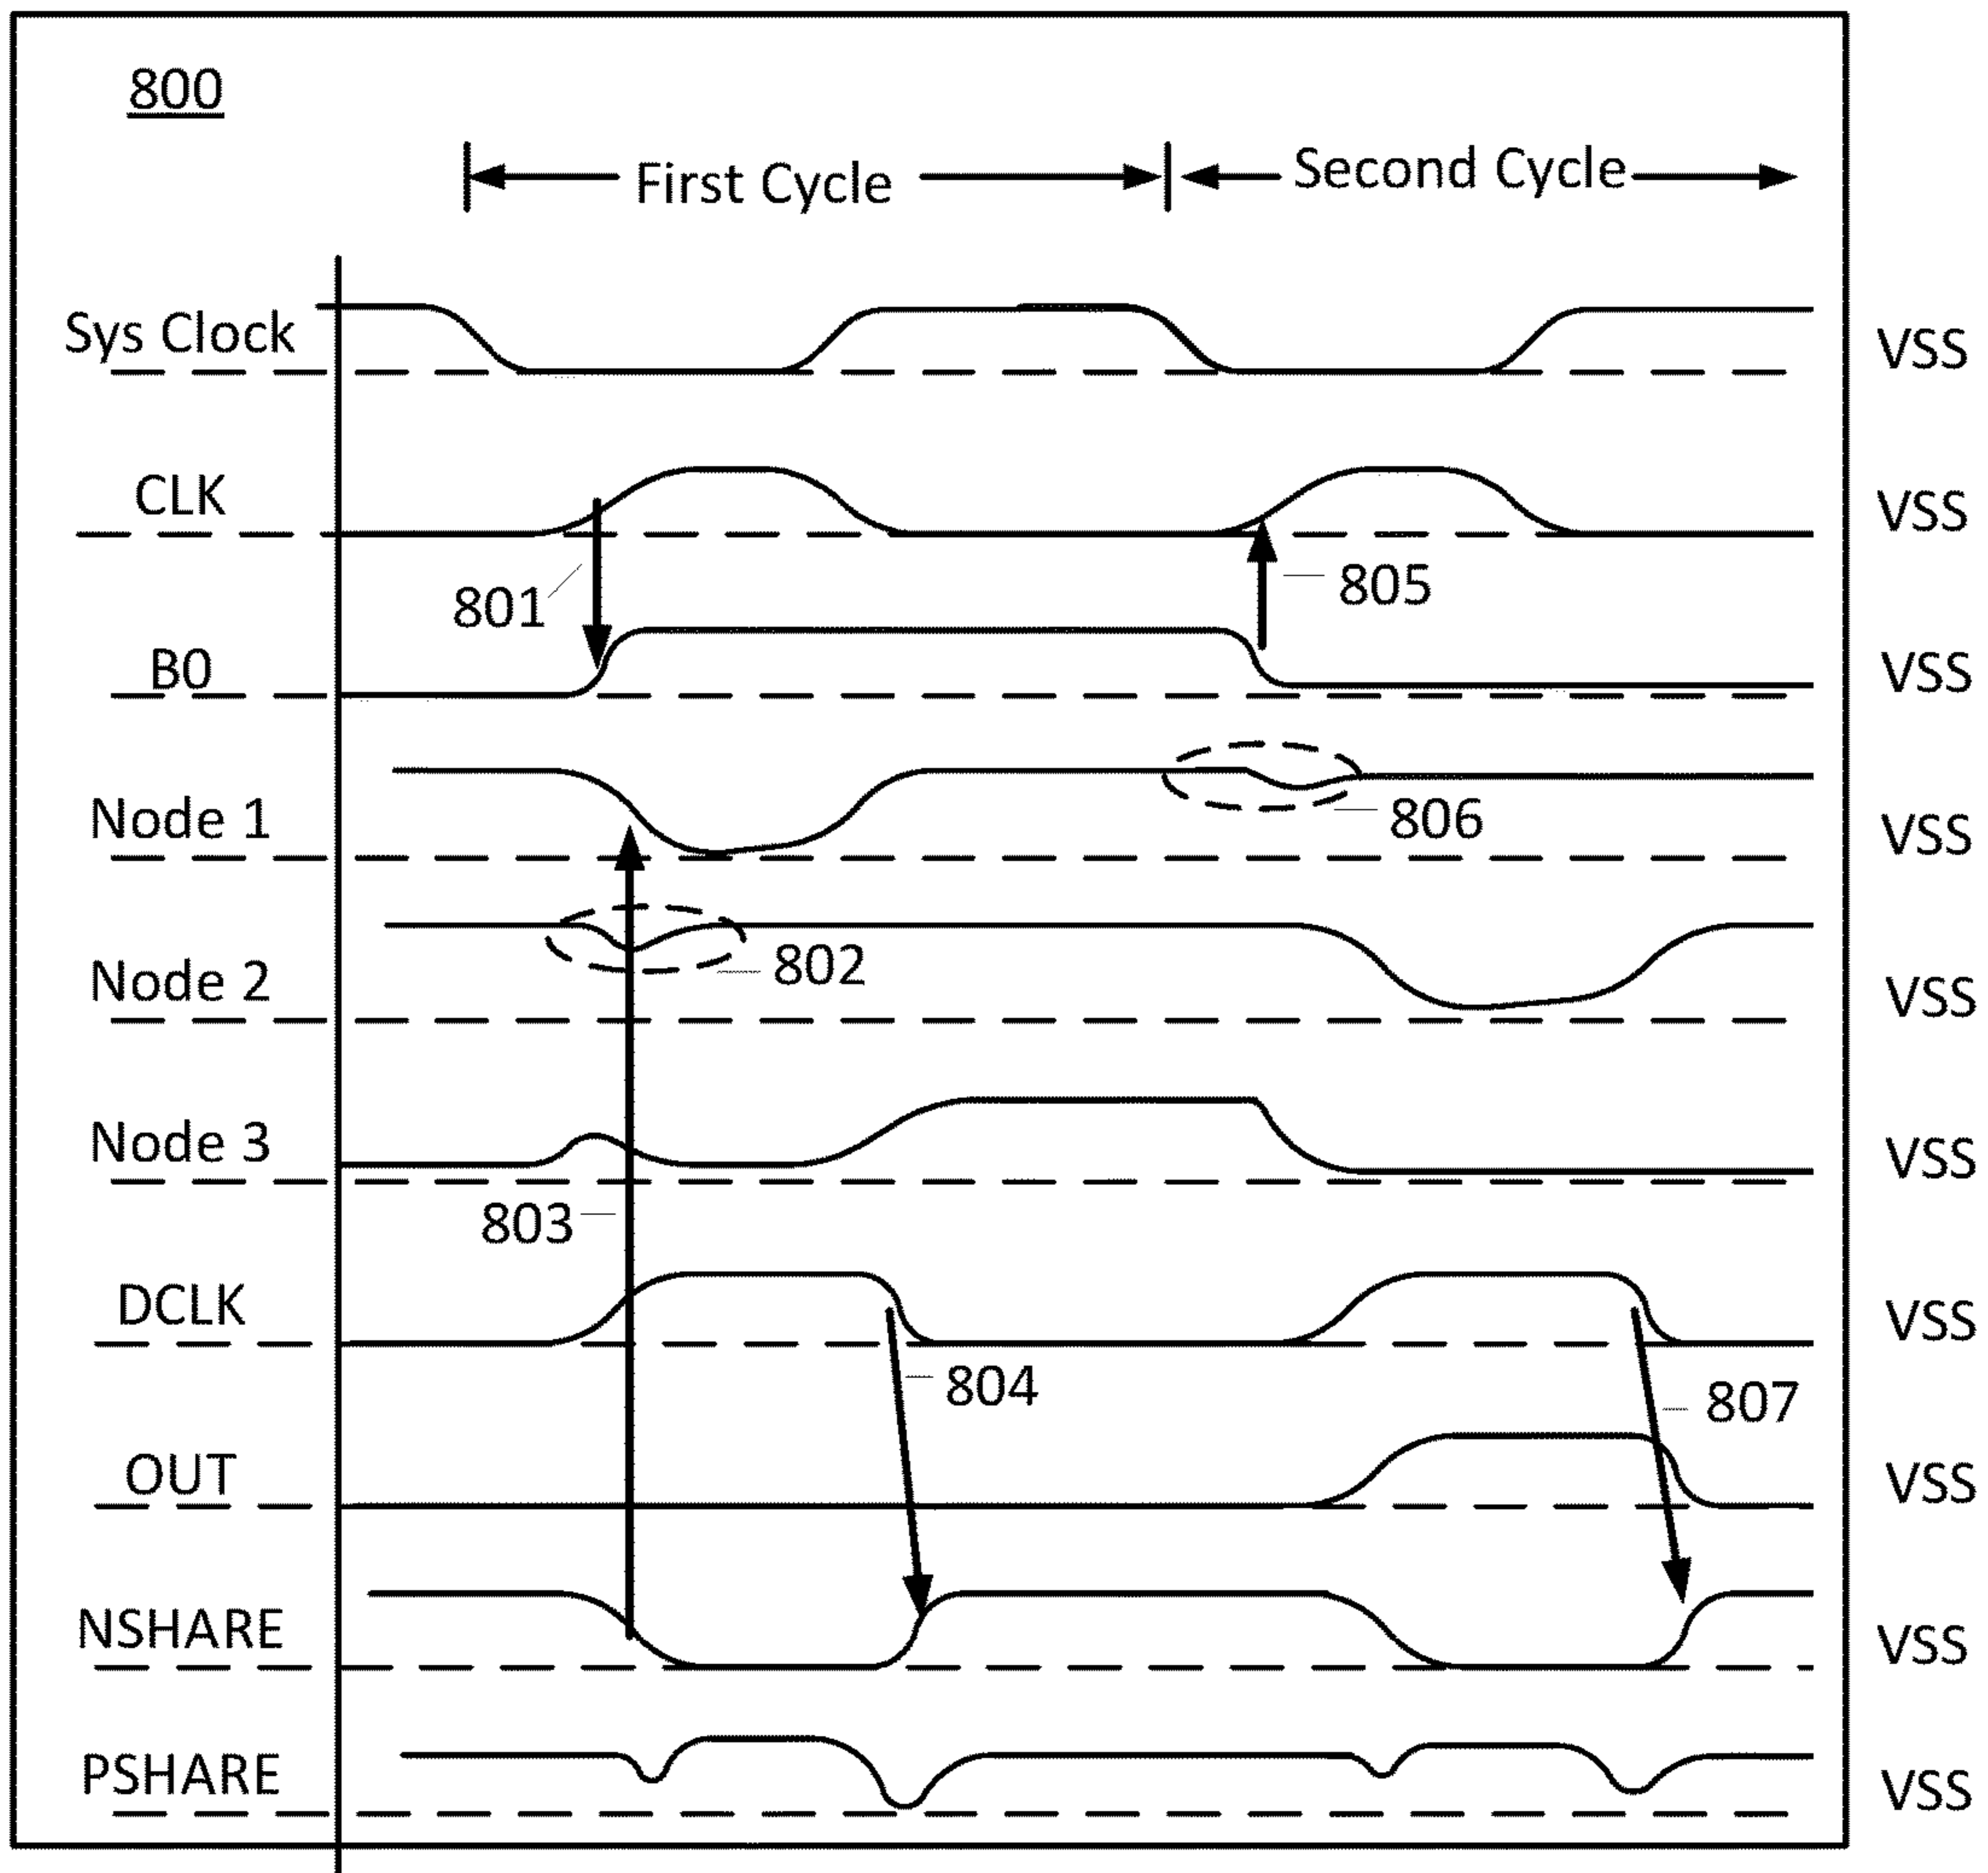 800
First Cycle
Second Cycle
Sys Clock
VSS
CLK
VSS
801
805
B0
VSS
Node 1
806
VSS
Node 2
802
VSS
Node 3
VSS
803
DCLK
VSS
804
807
OUT
VSS
NSHARE
VSS
PSHARE
VSS